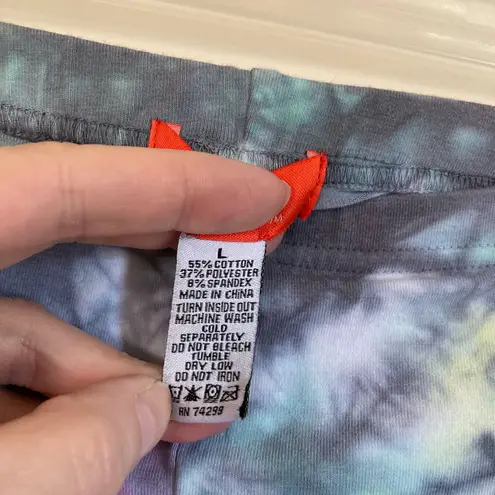 TM
L
55% COTTON
37% POLYESTER
8% SPANDEX
MADE IN CHINA
TURN INSIDE OUT
MACHINE WASH
COLD
SEPARATELY
DO NOT BLEACH
TUMBLE
DRY LOW
DO NOT IRON
RN 74299